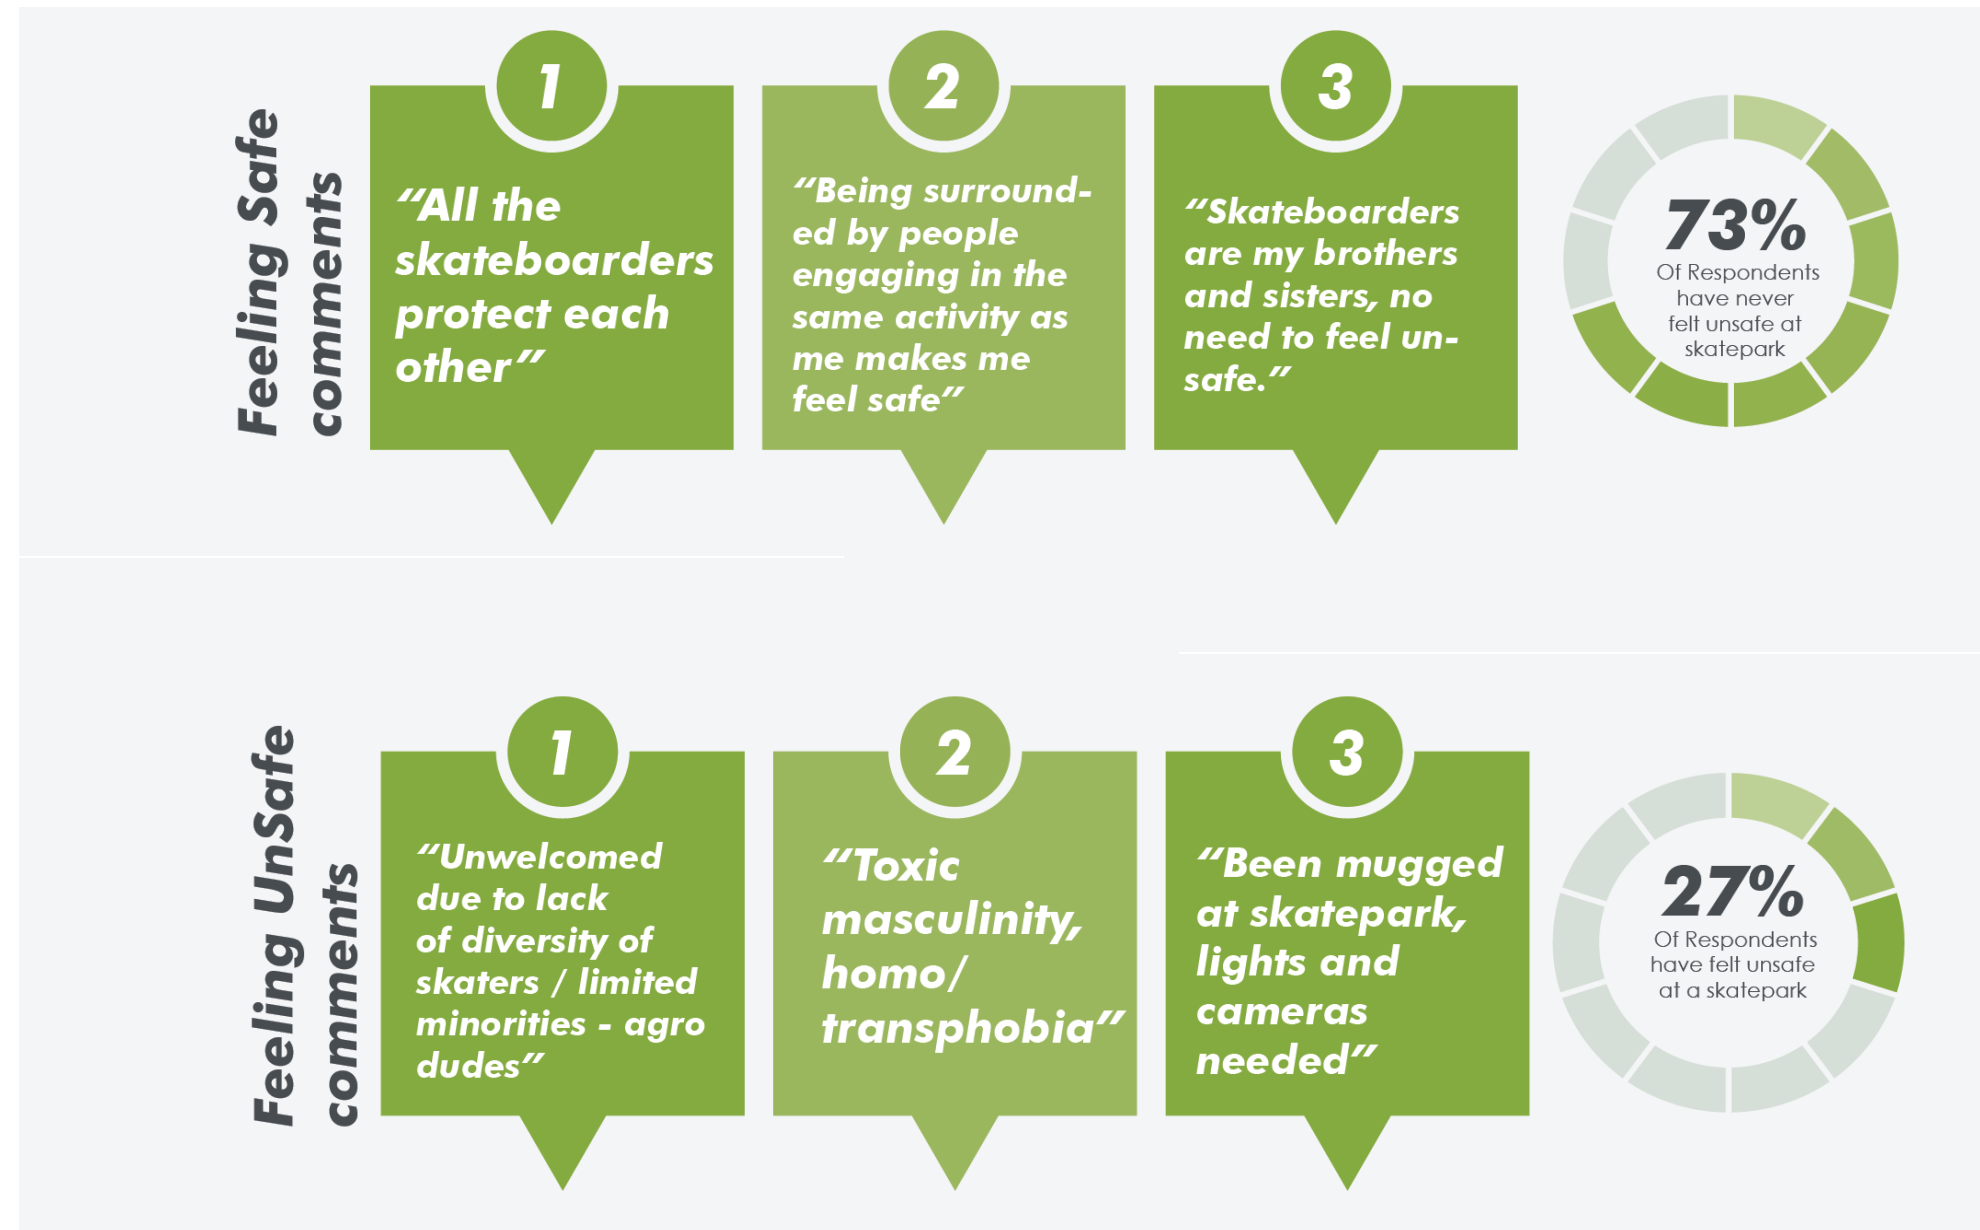 Feeling Safe
comments
1
“All the
skateboarders
protect each
other”
2
“Being surround-
ed by people
engaging in the
same activity as
me makes me
feel safe”
3
“Skateboarders
are my brothers
and sisters, no
need to feel un-
safe.”
73%
Of Respondents
have never
felt unsafe at
skatepark
Feeling UnSafe
comments
1
“Unwelcomed
due to lack
of diversity of
skaters / limited
minorities - agro
dudes”
2
“Toxic
masculinity,
homo/
transphobia”
3
“Been mugged
at skatepark,
lights and
cameras
needed”
27%
Of Respondents
have felt unsafe
at a skatepark